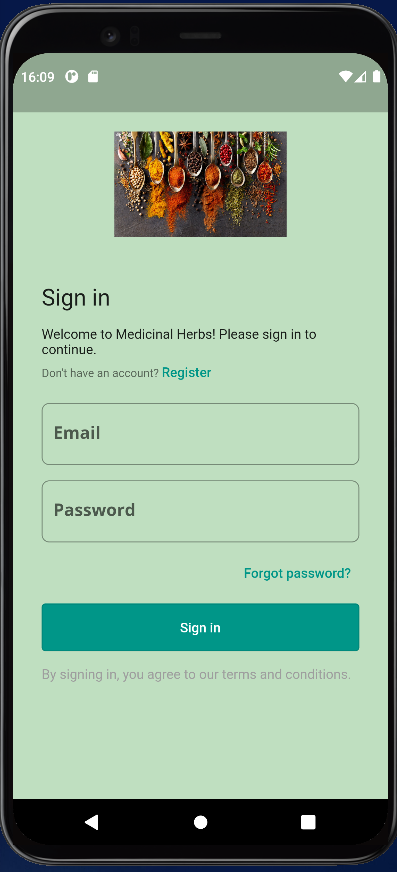 16:09
Sign in
Welcome to Medicinal Herbs! Please sign in to
continue.
Don't have an account? Register
Email
Password
Forgot password?
Sign in
By signing in, you agree to our terms and conditions.